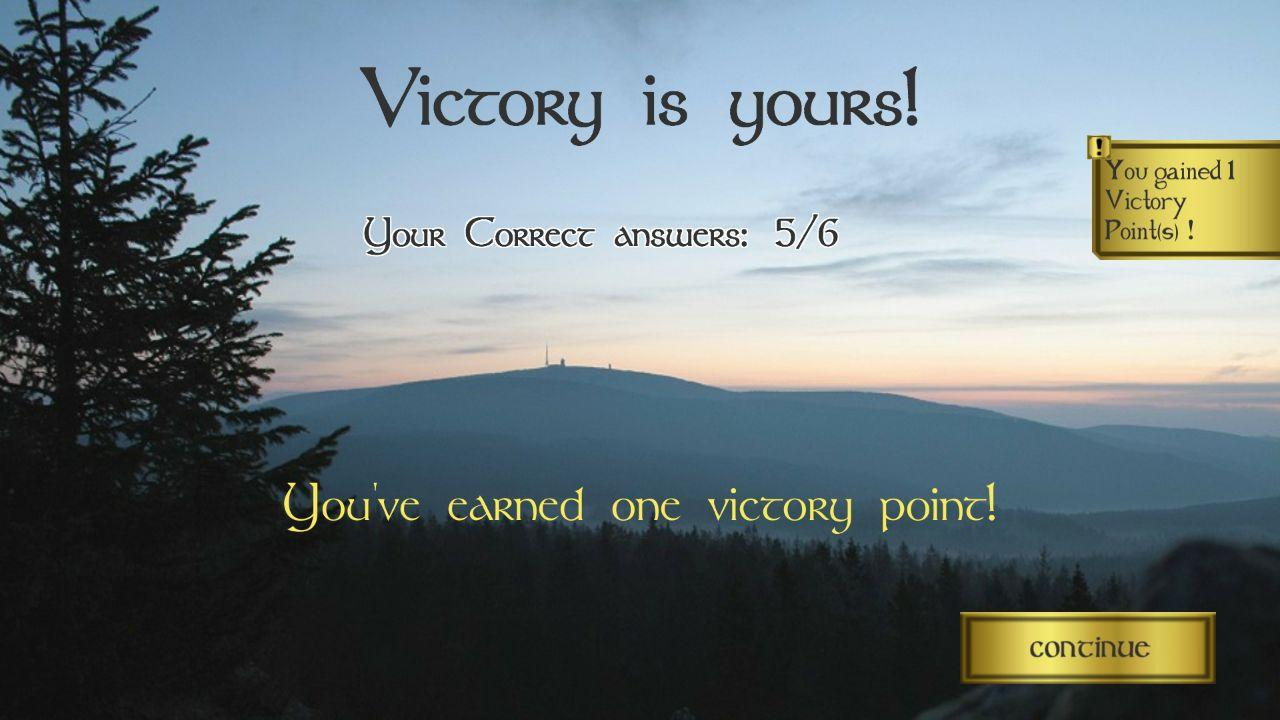 Victory is yours!
!
You gained 1
Victory
Point(s) !
Your Correct answers: 5/6
You've earned one victory point!
continue